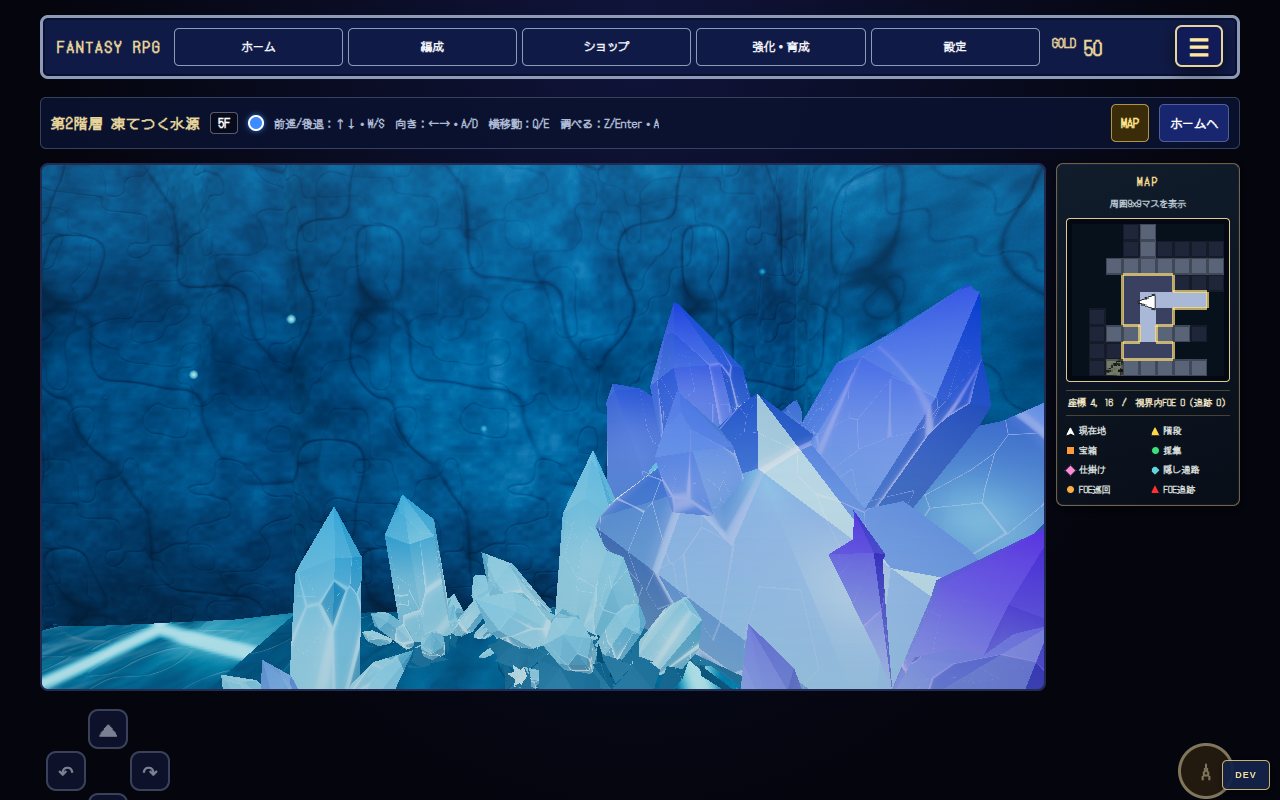 FANTASY RPG ホーム 編成 ショップ 強化・育成 設定 GOLD 50
第2階層 凍てつく水源 5F 前進/後退：↑↓・W/S 向き：←→・A/D 横移動：Q/E 調べる：Z/Enter・A MAP ホームへ
MAP
周囲9x9マスを表示
座標 4, 16 / 視界内FOE 0 (追跡 0)
現在地 階段
宝箱 採集
仕掛け 隠し通路
FOE巡回 FOE追跡
A DEV